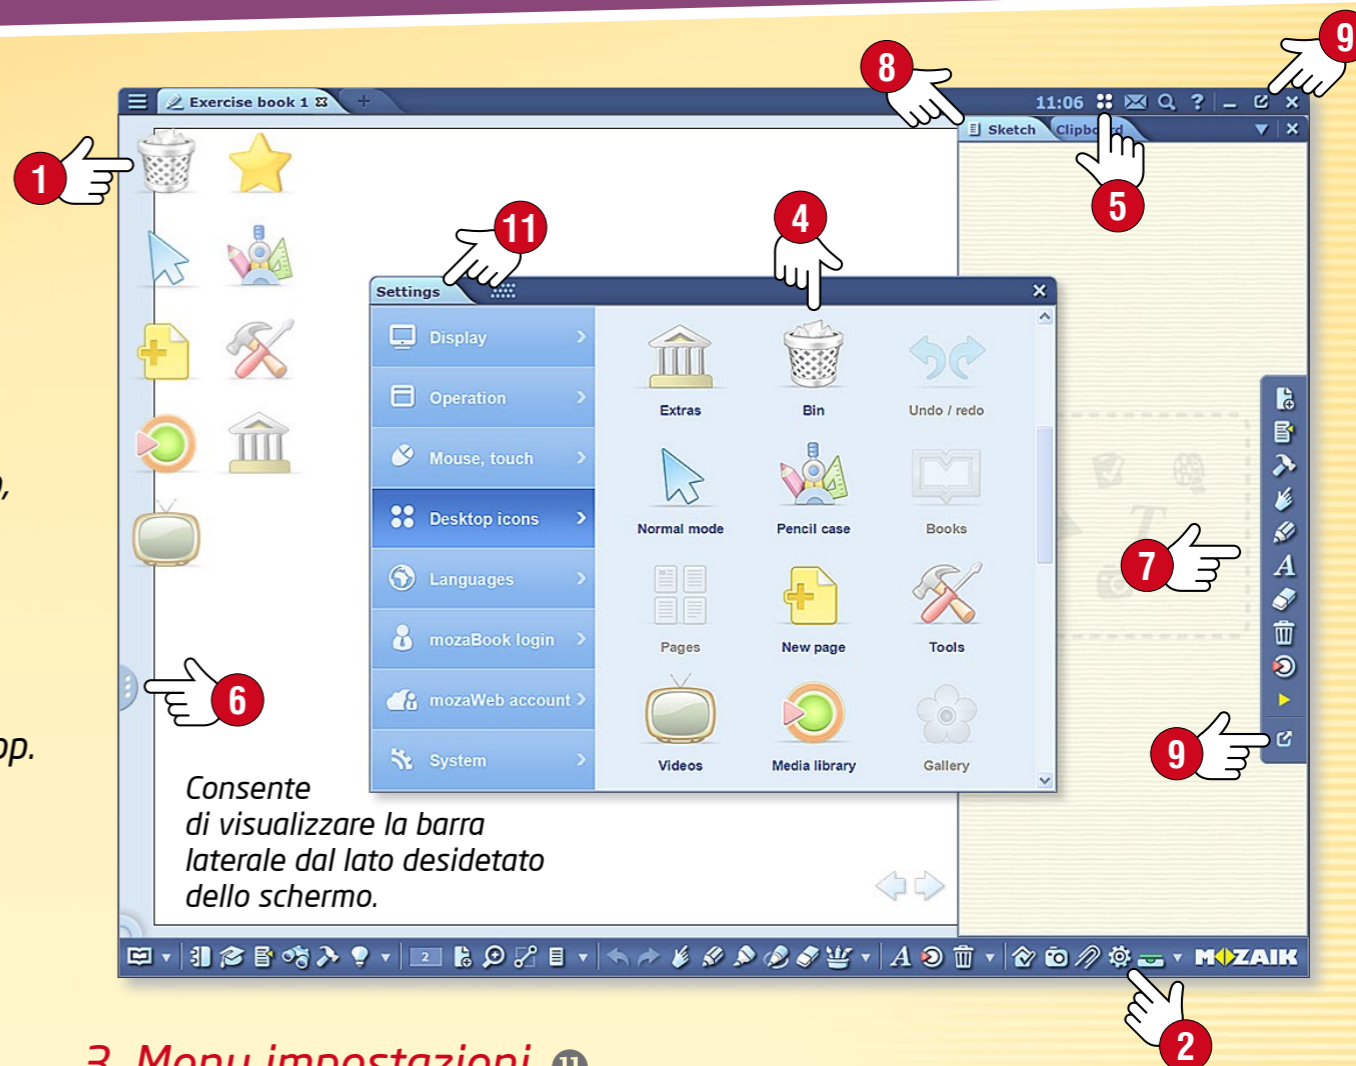 9
8
Exercise book 1
11:06
?
Sketch
1
5
11
4
Settings
Display
Operation
Mouse, touch
Desktop icons
Languages
mozaBook login
mozaWeb account
System
Extras
Bin
Undo / redo
Normal mode
Pencil case
Books
Pages
New page
Tools
Videos
Media library
Gallery
T
A
7
6
9
op.
Consente
di visualizzare la barra
laterale dal lato desidetato
dello schermo.
2
A
MOZAIK
2
3. Menu impostazioni 11